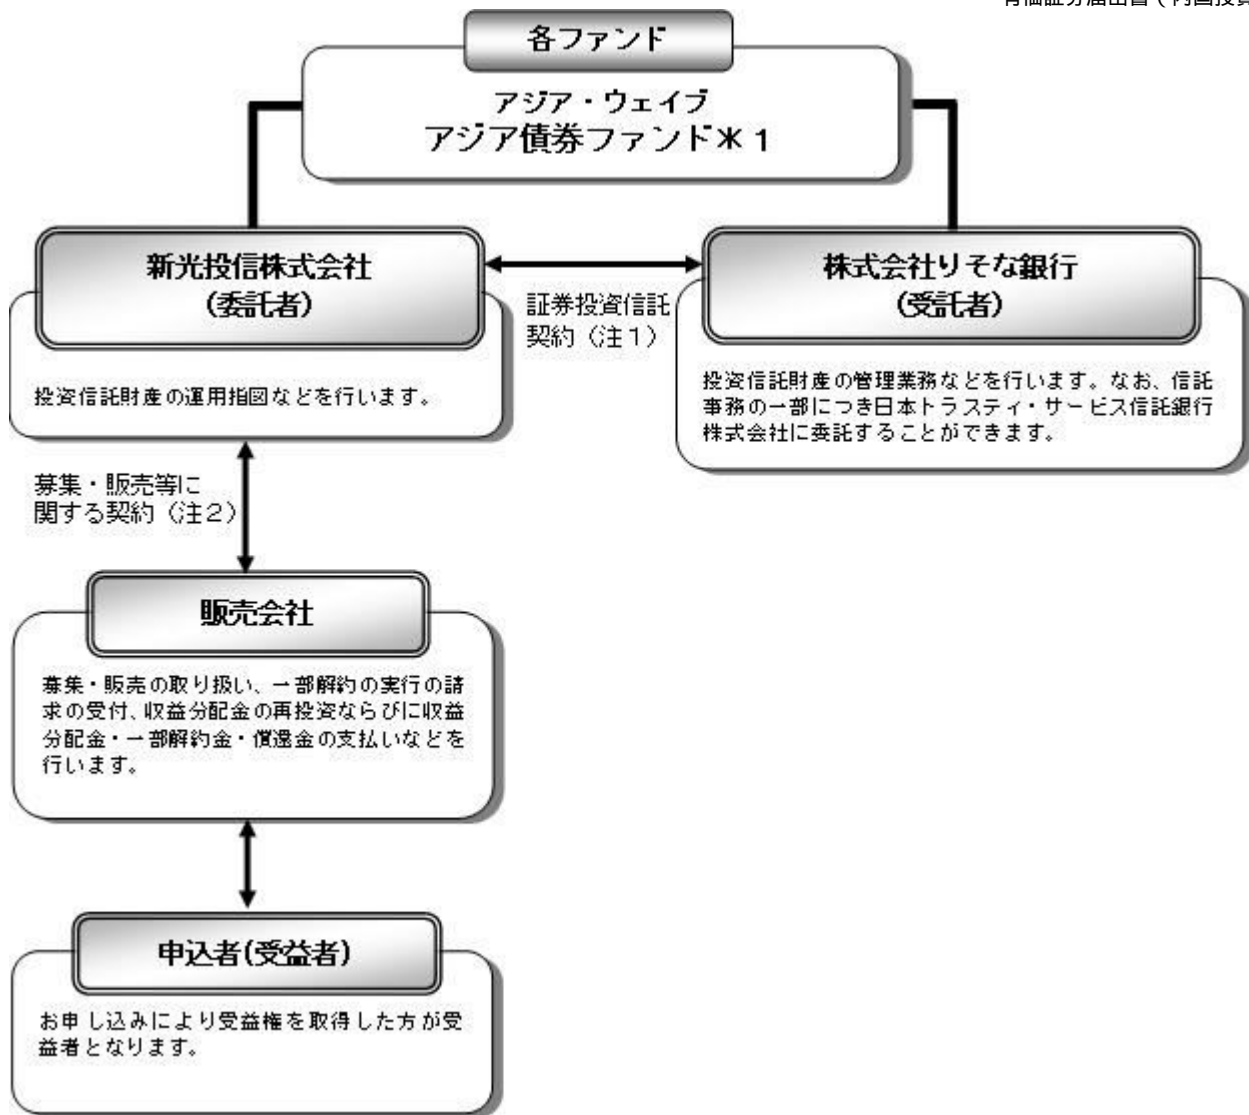 各ファンド
アジア・ウェイブ
アジア債券ファンド＊１
新光投信株式会社
(委託者)
投資信託財産の運用指図などを行います。
証券投資信託
契約（注１）
株式会社りそな銀行
(受託者)
投資信託財産の管理業務などを行います。なお、信託
事務の一部につき日本トラスティ・サービス信託銀行
株式会社に委託することができます。
募集・販売等に
関する契約（注２）
販売会社
募集・販売の取り扱い、一部解約の実行の請
求の受付、収益分配金の再投資ならびに収益
分配金・一部解約金・償還金の支払いなどを
行います。
申込者(受益者)
お申し込みにより受益権を取得した方が受
益者となります。